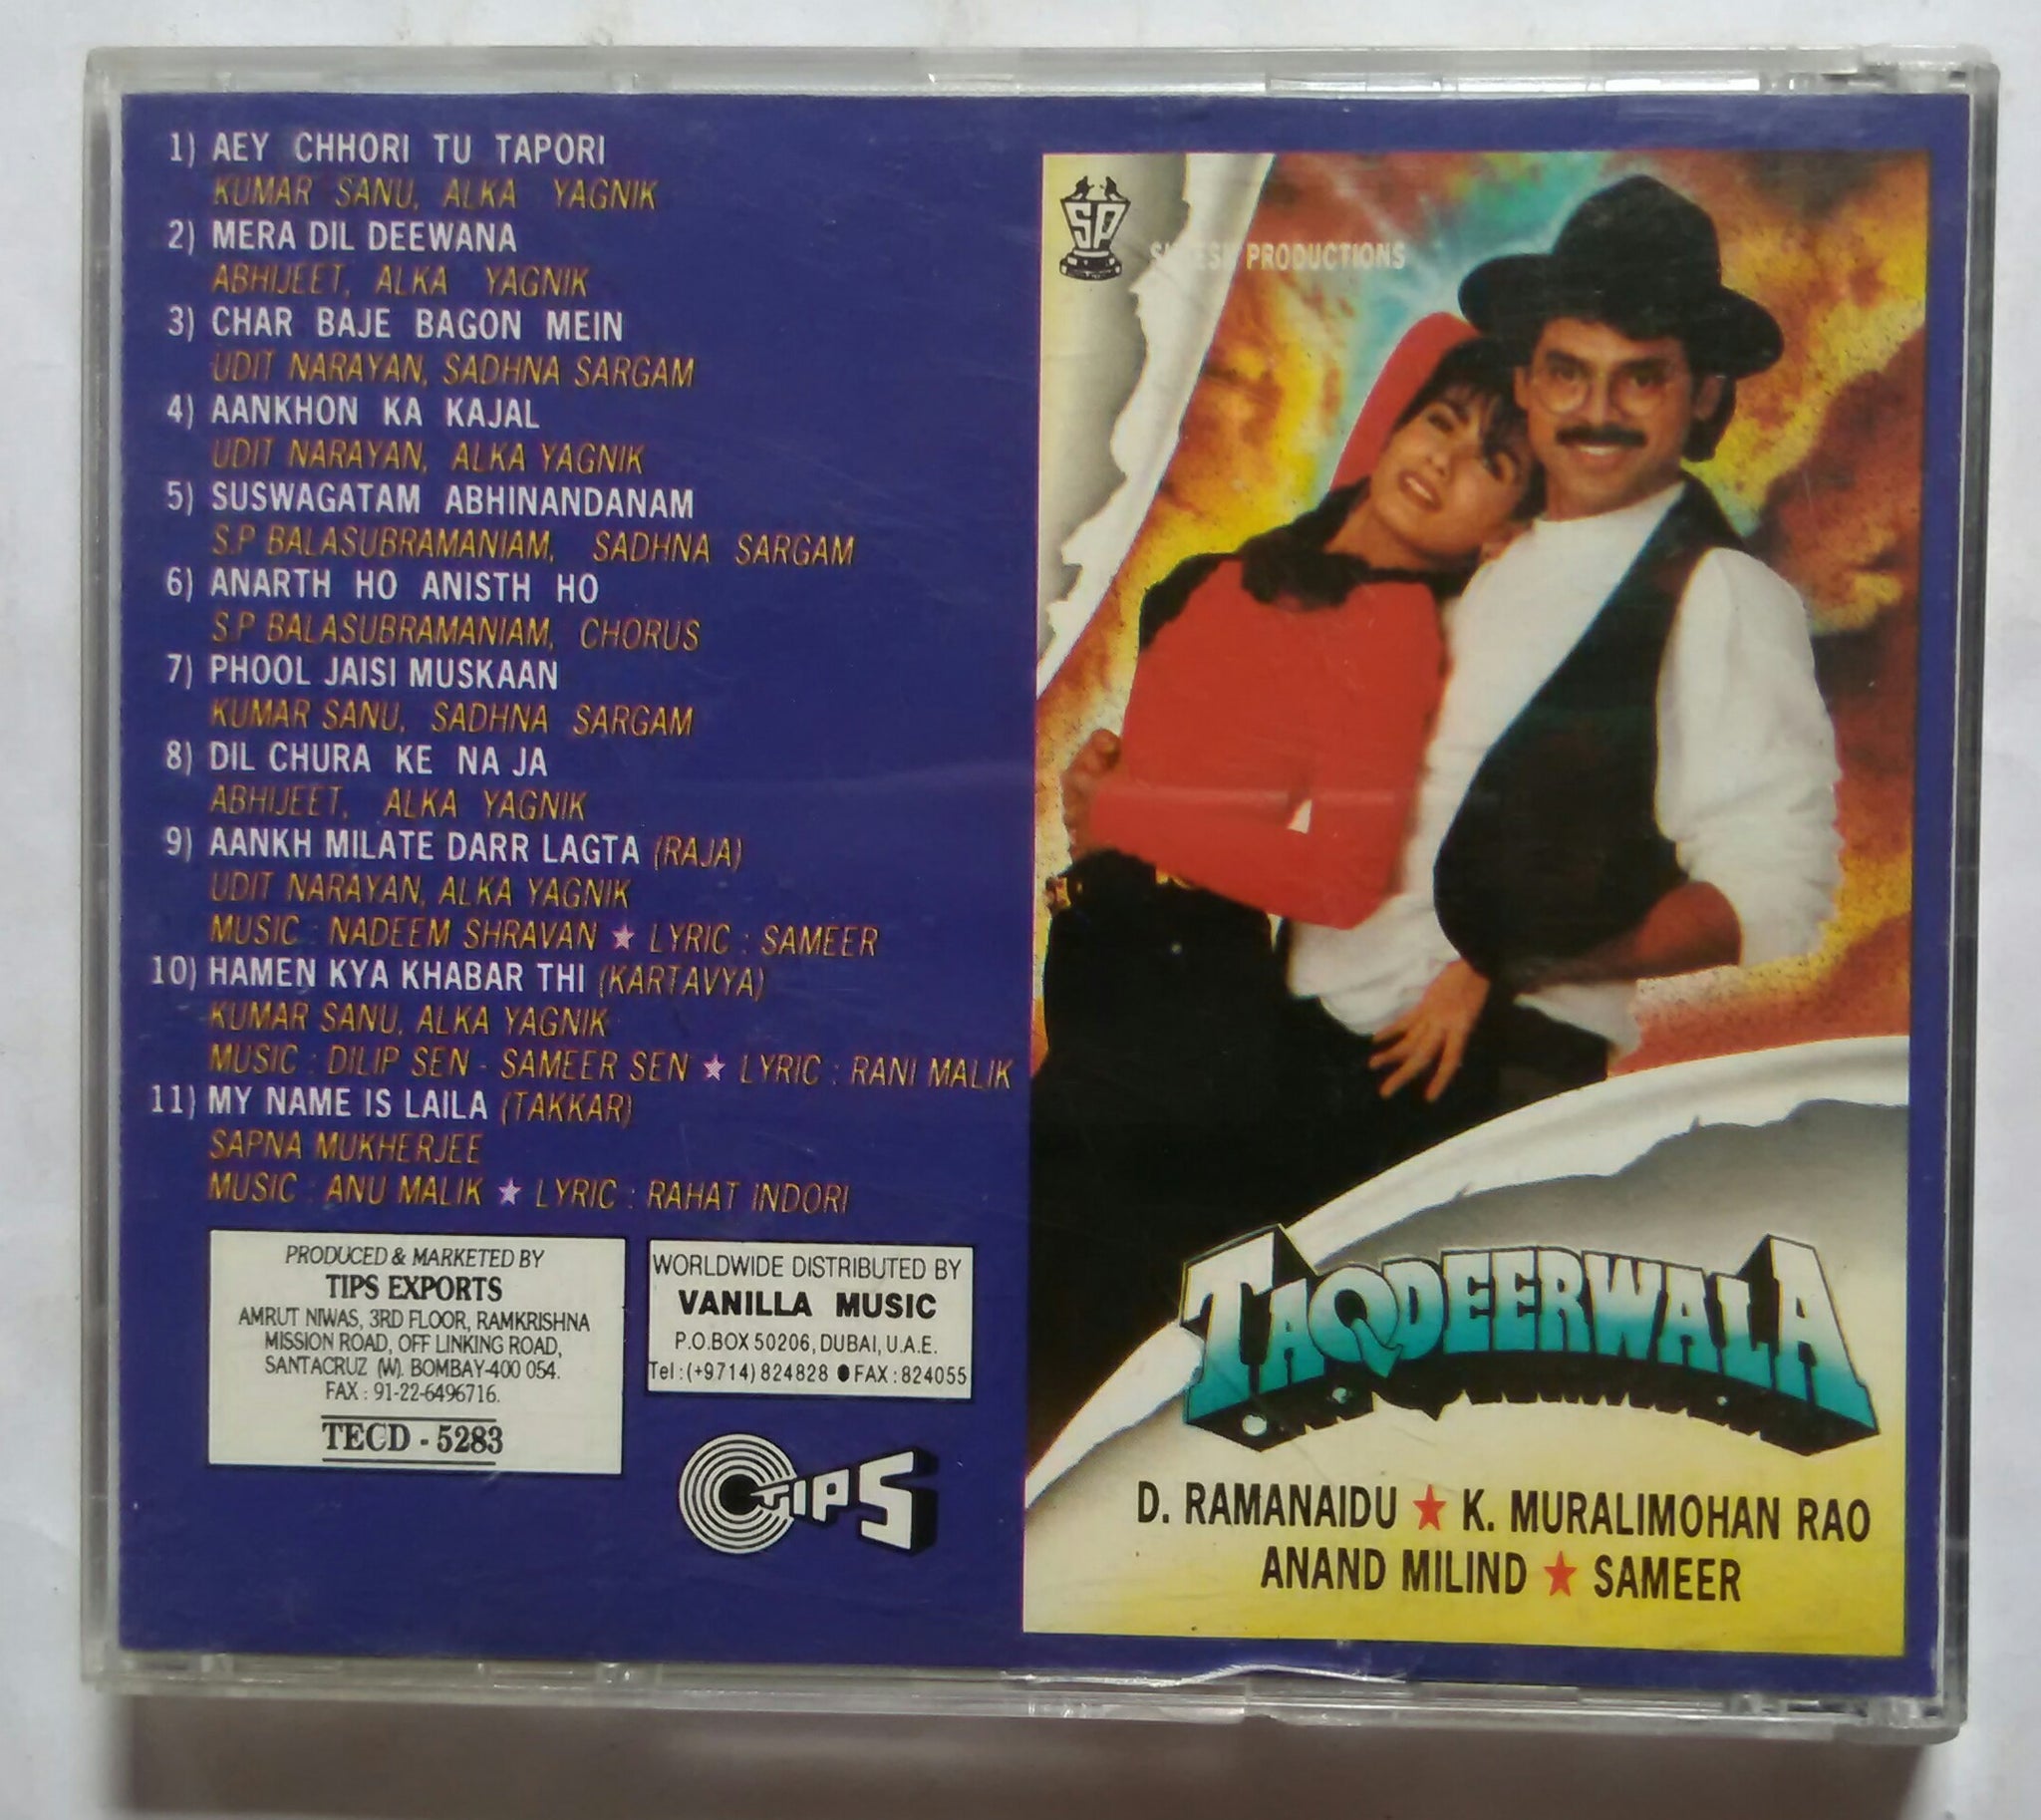 1) AEY CHHORI TU TAPORI
KUMAR SANU, ALKA YAGNIK
2) MERA DIL DEEWANA
ABHIJEET, ALKA YAGNIK
3) CHAR BAJE BAGON MEIN
UDIT NARAYAN, SADHNA SARGAM
4) AANKHON KA KAJAL
UDIT NARAYAN, ALKA YAGNIK
5) SUSWAGATAM ABHINANDANAM
S.P BALASUBRAMANIAM, SADHNA SARGAM
6) ANARTH HO ANISTH HO
S.P BALASUBRAMANIAM, CHORUS
7) PHOOL JAISI MUSKAAN
KUMAR SANU, SADHNA SARGAM
8) DIL CHURA KE NA JA
ABHIJEET, ALKA YAGNIK
9) AANKH MILATE DARR LAGTA (RAJA)
UDIT NARAYAN, ALKA YAGNIK
MUSIC : NADEEM SHRAVAN ★ LYRIC : SAMEER
10) HAMEN KYA KHABAR THI (KARTAVYA)
KUMAR SANU, ALKA YAGNIK
MUSIC : DILIP SEN - SAMEER SEN ★ LYRIC : RANI MALIK
11) MY NAME IS LAILA (TAKKAR)
SAPNA MUKHERJEE
MUSIC : ANU MALIK ★ LYRIC : RAHAT INDORI
PRODUCED & MARKETED BY
TIPS EXPORTS
AMRUT NIWAS, 3RD FLOOR, RAMKRISHNA
MISSION ROAD, OFF LINKING ROAD,
SANTACRUZ (W). BOMBAY-400 054.
FAX : 91-22-6496716.
TECD - 5283
WORLDWIDE DISTRIBUTED BY
VANILLA MUSIC
P.O.BOX 50206, DUBAI, U.A.E.
Tel : (+9714) 824828 ● FAX : 824055
TIPS
SP
SURESH PRODUCTIONS
TAQDEERWALA
D. RAMANAIDU ★ K. MURALIMOHAN RAO
ANAND MILIND ★ SAMEER